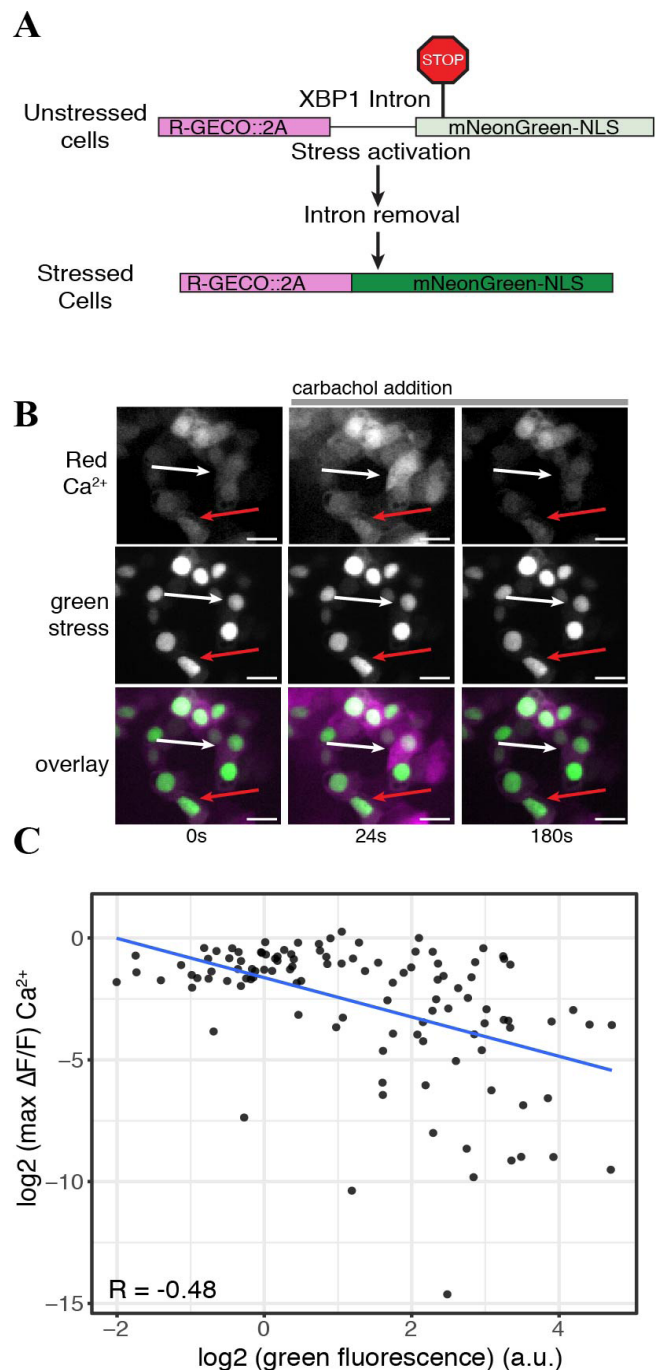 A
STOP
XBP1 Intron
Unstressed
cells
R-GECO::2A
mNeonGreen-NLS
Stress activation
Intron removal
Stressed
Cells
R-GECO::2A
mNeonGreen-NLS
B
carbachol addition
Red
Ca²⁺
green
stress
overlay
0s
24s
180s
C
log2 (max ΔF/F) Ca²⁺
0
-5
-10
-15
R = -0.48
-2
0
2
4
log2 (green fluorescence) (a.u.)